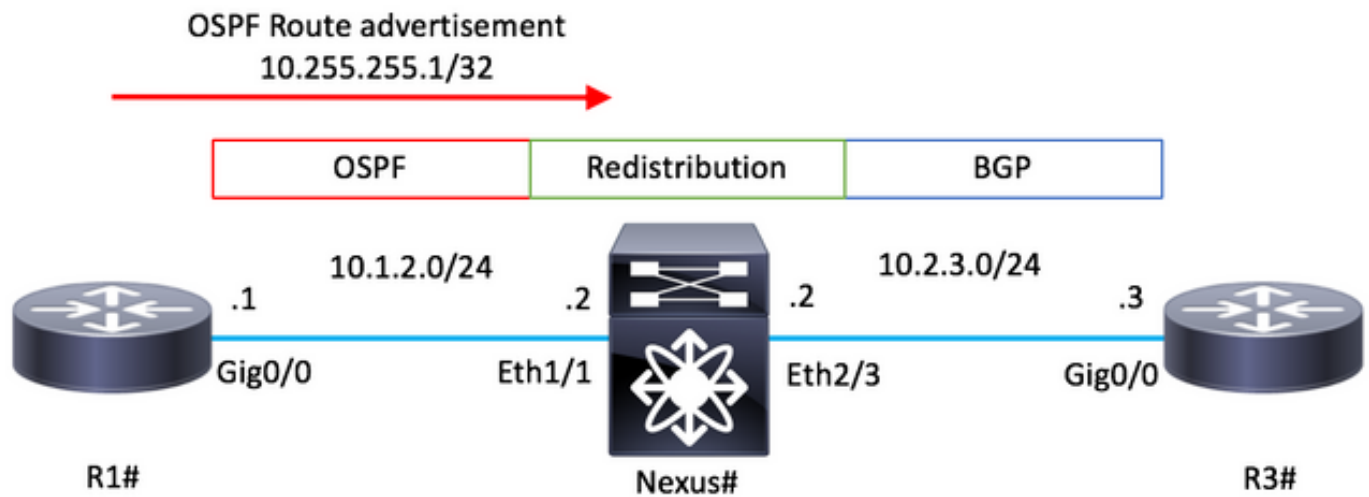 OSPF Route advertisement
10.255.255.1/32
OSPF
Redistribution
BGP
10.1.2.0/24
10.2.3.0/24
.1
.2
.2
.3
Gig0/0
Eth1/1
Eth2/3
Gig0/0
R1#
Nexus#
R3#